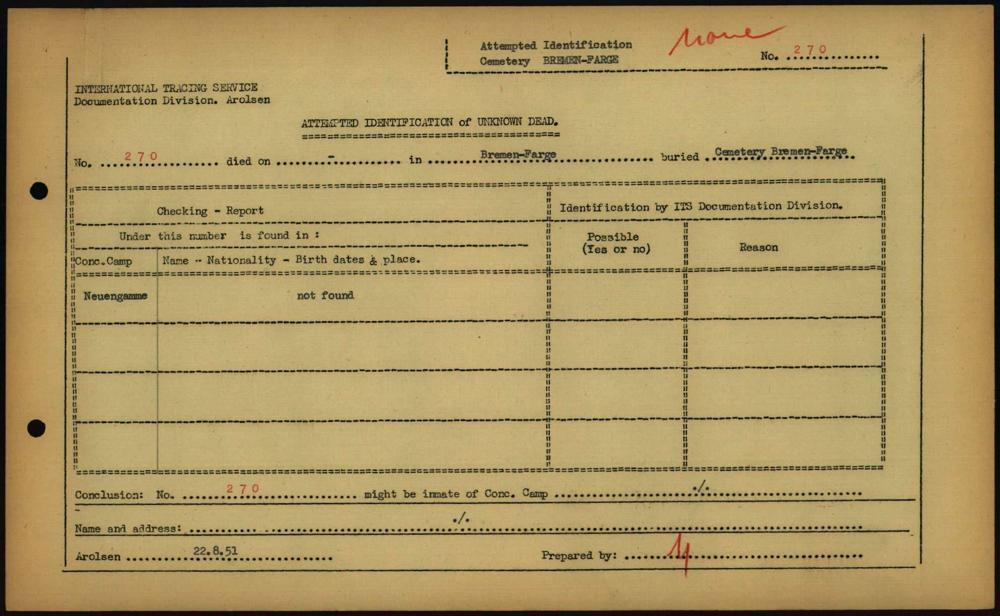 Attempted Identification none
Cemetery BREMEN-FARGE No. 270
INTERNATIONAL TRACING SERVICE
Documentation Division. Arolsen
ATTEMPTED IDENTIFICATION of UNKNOWN DEAD.
No. 270 died on - in Bremen-Farge buried Cemetery Bremen-Farge
Checking - Report
Identification by ITS Documentation Division.
Under this number is found in :
Possible
(Yes or no)
Reason
Conc.Camp Name - Nationality - Birth dates & place.
Neuengamme not found
Conclusion: No. 270 might be inmate of Conc. Camp ./.
Name and address: ./.
Arolsen 22.8.51 Prepared by: